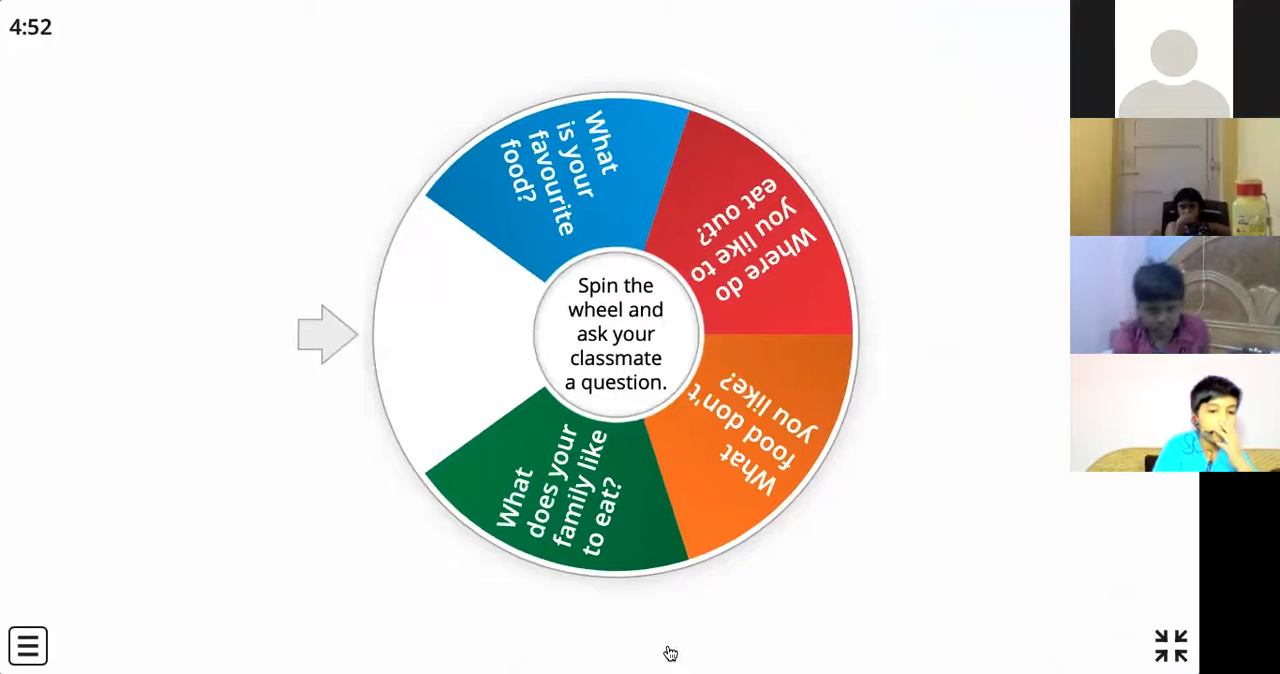 4:52
What
is your
favourite
food?
Where do
you like to
eat out?
Spin the
wheel and
ask your
classmate
a question.
What
food don't
you like?
What
does your
family like
to eat?